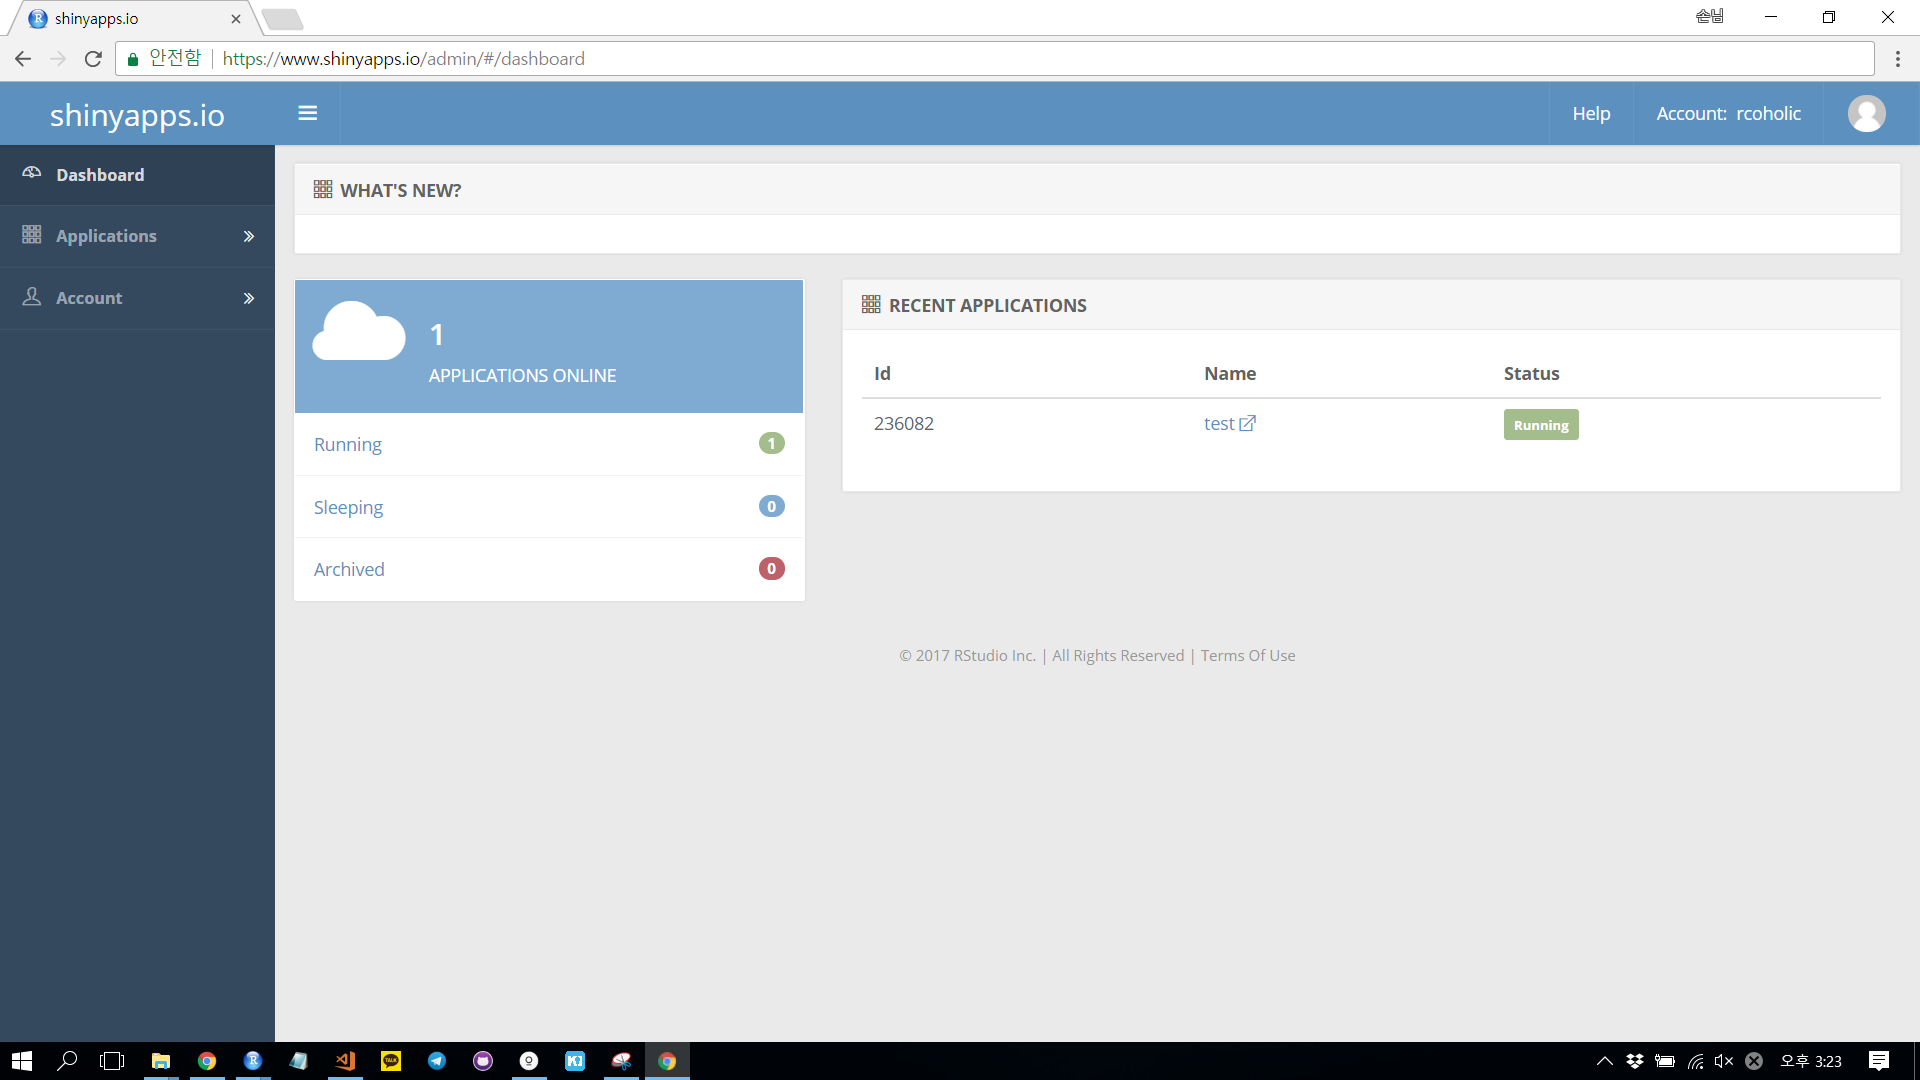 shinyapps.io
손님
안전함 | https://www.shinyapps.io/admin/#/dashboard
shinyapps.io
Help
Account: rcoholic
Dashboard
Applications
Account
WHAT'S NEW?
1
APPLICATIONS ONLINE
Running 1
Sleeping 0
Archived 0
RECENT APPLICATIONS
Id Name Status
236082 test Running
© 2017 RStudio Inc. | All Rights Reserved | Terms Of Use
오후 3:23